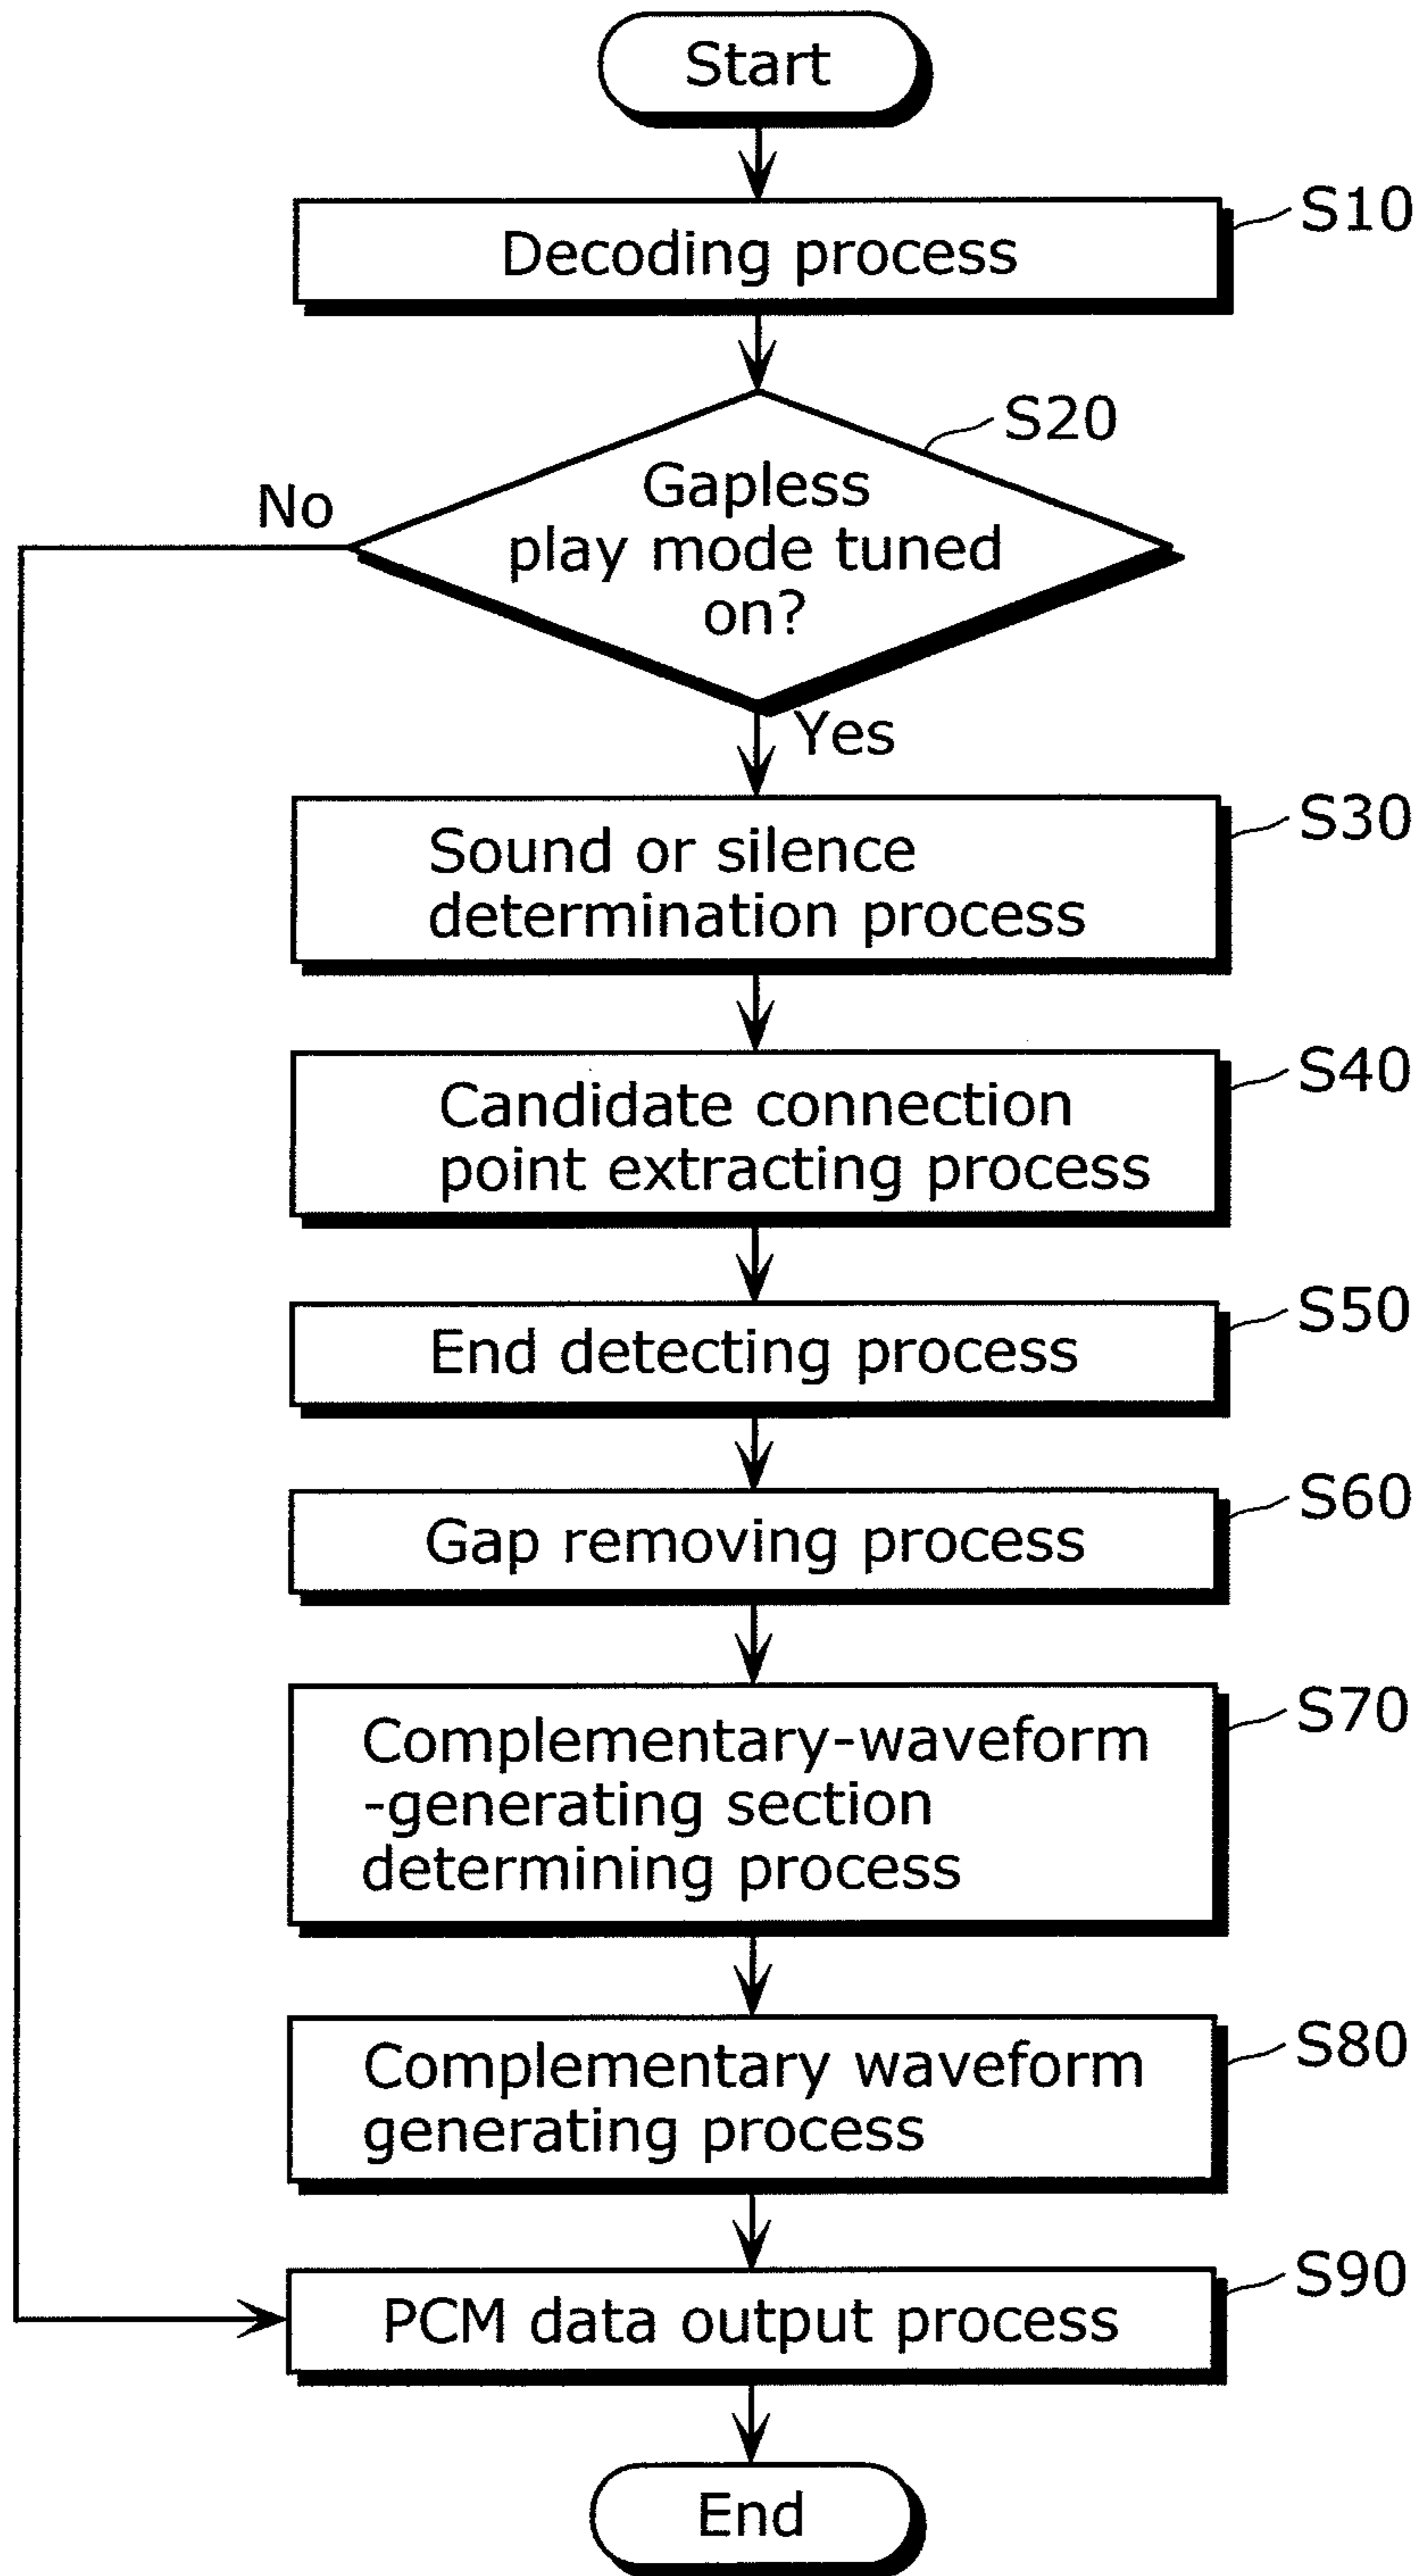 Start
Decoding process
S10
S20
Gapless
play mode tuned
on?
No
Yes
Sound or silence
determination process
S30
Candidate connection
point extracting process
S40
End detecting process
S50
Gap removing process
S60
Complementary-waveform
-generating section
determining process
S70
Complementary waveform
generating process
S80
PCM data output process
S90
End